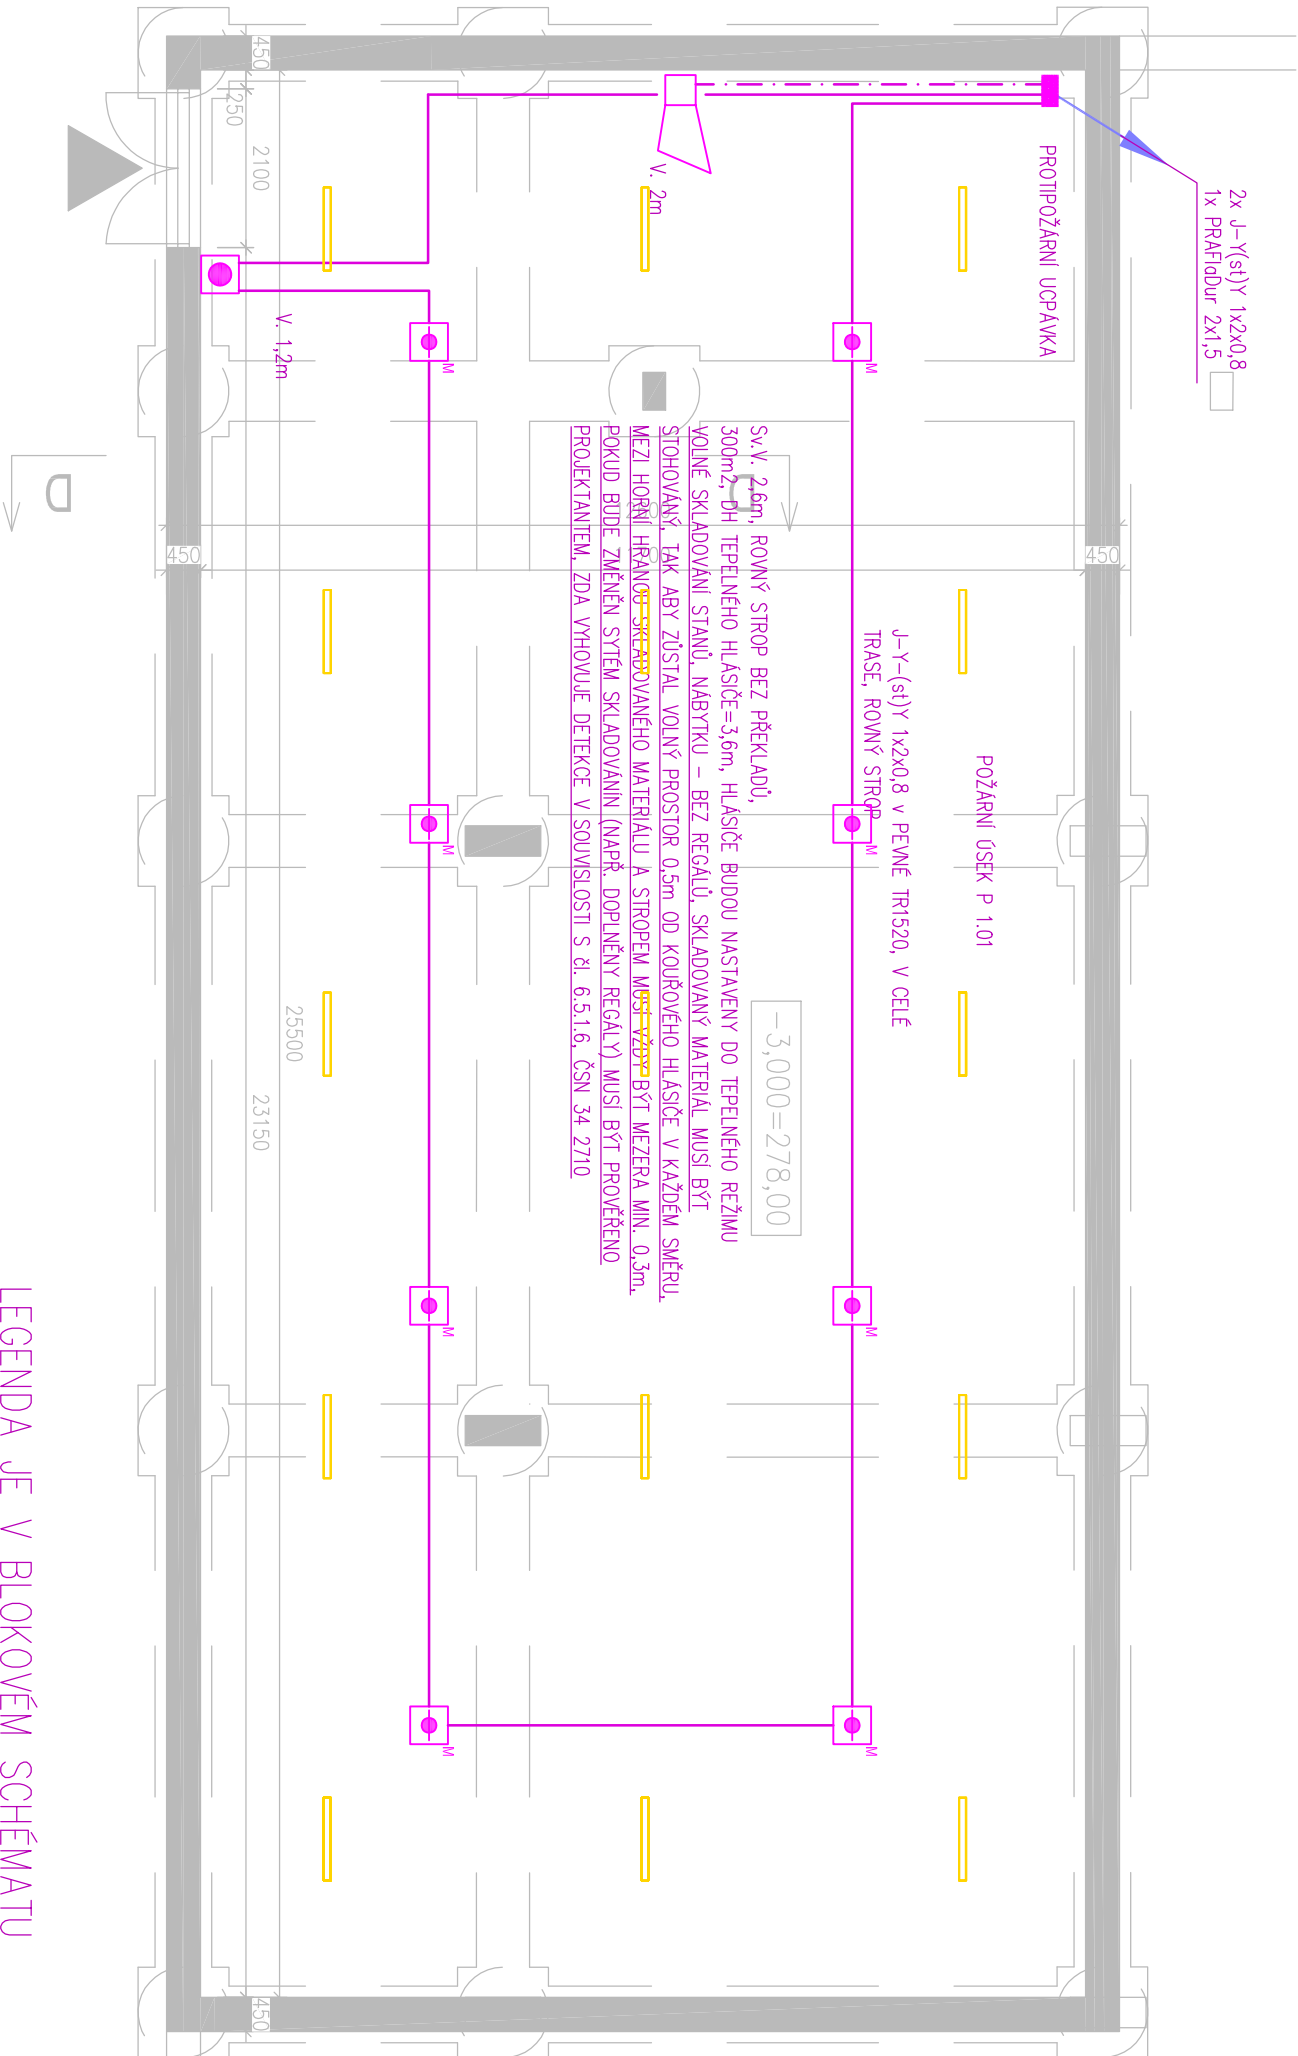 2x J-Y(st)Y 1x2x0,8
1x PRAFlaDur 2x1,5
PROTIPOŽÁRNÍ UCPÁVKA
POŽÁRNÍ ÚSEK P 1.01
J-Y-(st)Y 1x2x0,8 v PEVNÉ TR1520, V CELÉ
TRASE, ROVNÝ STROP
-3,000=278,00
Sv.V. 2,6m, ROVNÝ STROP BEZ PŘEKLADŮ,
300m2, DH TEPELNÉHO HLÁSIČE=3,6m, HLÁSIČE BUDOU NASTAVENY DO TEPELNÉHO REŽIMU
VOLNÉ SKLADOVÁNÍ STANŮ, NÁBYTKU - BEZ REGÁLŮ, SKLADOVANÝ MATERIÁL MUSÍ BÝT
STOHOVÁNÝ, TAK ABY ZŮSTAL VOLNÝ PROSTOR 0,5m OD KOUŘOVÉHO HLÁSIČE V KAŽDÉM SMĚRU,
MEZI HORNÍ HRANOU SKLADOVANÉHO MATERIÁLU A STROPEM MUSÍ VŽDY BÝT MEZERA MIN. 0,3m,
POKUD BUDE ZMĚNĚN SYTÉM SKLADOVÁNÍN (NAPŘ. DOPLNĚNY REGÁLY) MUSÍ BÝT PROVĚŘENO
PROJEKTANTEM, ZDA VYHOVUJE DETEKCE V SOUVISLOSTI S čl. 6.5.1.6, ČSN 34 2710
V. 2m
V. 1,2m
M
M
M
M
M
M
M
M
D
D
450
450
450
450
250
2100
25500
23150
LEGENDA JE V BLOKOVÉM SCHÉMATU